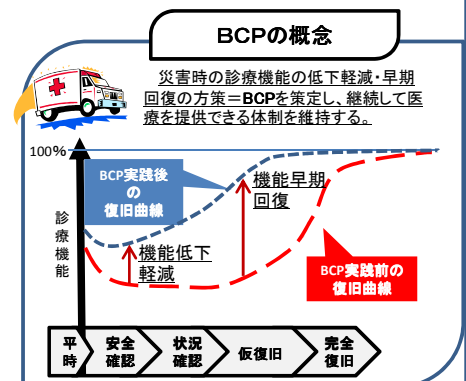 BCPの概念
災害時の診療機能の低下軽減・早期
回復の方策＝BCPを策定し、継続して医
療を提供できる体制を維持する。
100%
BCP実践後
の
復旧曲線
機能早期
回復
診療機能
機能低下
軽減
BCP実践前の
復旧曲線
平時
安全
確認
状況
確認
仮復旧
完全
復旧